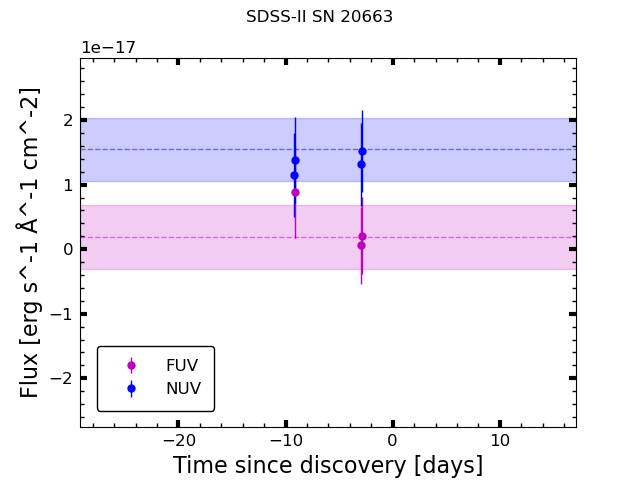 SDSS-II SN 20663
1e−17
2
1
0
−1
−2
Flux [erg s^-1 Å^-1 cm^-2]
FUV
NUV
−20
−10
0
10
Time since discovery [days]